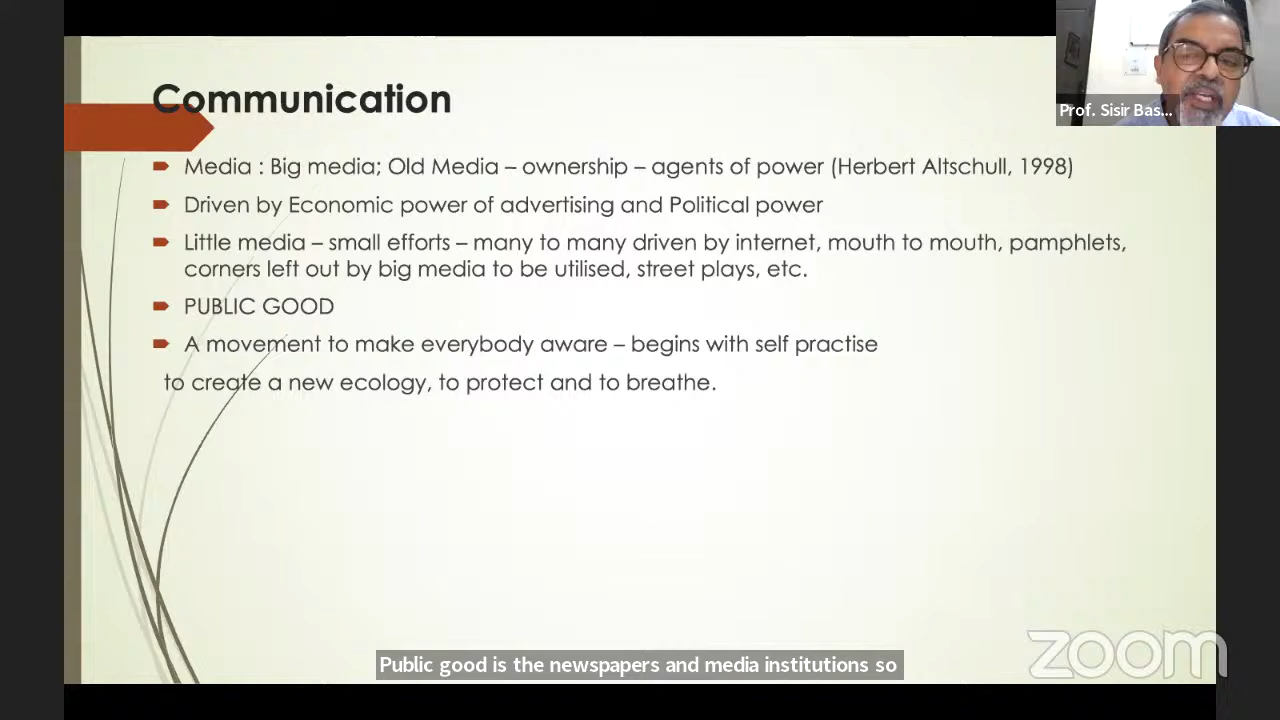 Communication
Prof. Sisir Bas...
Media : Big media; Old Media – ownership – agents of power (Herbert Altschull, 1998)
Driven by Economic power of advertising and Political power
Little media – small efforts – many to many driven by internet, mouth to mouth, pamphlets,
corners left out by big media to be utilised, street plays, etc.
PUBLIC GOOD
A movement to make everybody aware – begins with self practise
to create a new ecology, to protect and to breathe.
Public good is the newspapers and media institutions so
zoom